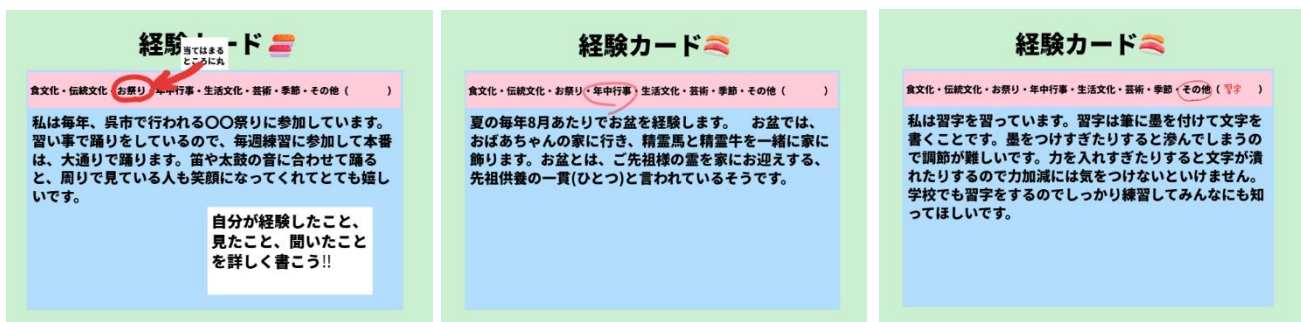 経験カード
当てはまる
ところに丸
食文化・伝統文化・お祭り・年中行事・生活文化・芸術・季節・その他（　　　）
私は毎年、呉市で行われる〇〇祭りに参加しています。
習い事で踊りをしているので、毎週練習に参加して本番
は、大通りで踊ります。笛や太鼓の音に合わせて踊る
と、周りで見ている人も笑顔になってくれてとても嬉し
いです。
自分が経験したこと、
見たこと、聞いたこと
を詳しく書こう!!
経験カード
食文化・伝統文化・お祭り・年中行事・生活文化・芸術・季節・その他（　　　）
夏の毎年8月あたりでお盆を経験します。　お盆では、
おばあちゃんの家に行き、精霊馬と精霊牛を一緒に家に
飾ります。お盆とは、ご先祖様の霊を家にお迎えする、
先祖供養の一貫(ひとつ)と言われているそうです。
経験カード
食文化・伝統文化・お祭り・年中行事・生活文化・芸術・季節・その他（ 習字 ）
私は習字を習っています。習字は筆に墨を付けて文字を
書くことです。墨をつけすぎたりすると滲んでしまうの
で調節が難しいです。力を入れすぎたりすると文字が潰
れたりするので力加減には気をつけないといけません。
学校でも習字をするのでしっかり練習してみんなにも知
ってほしいです。